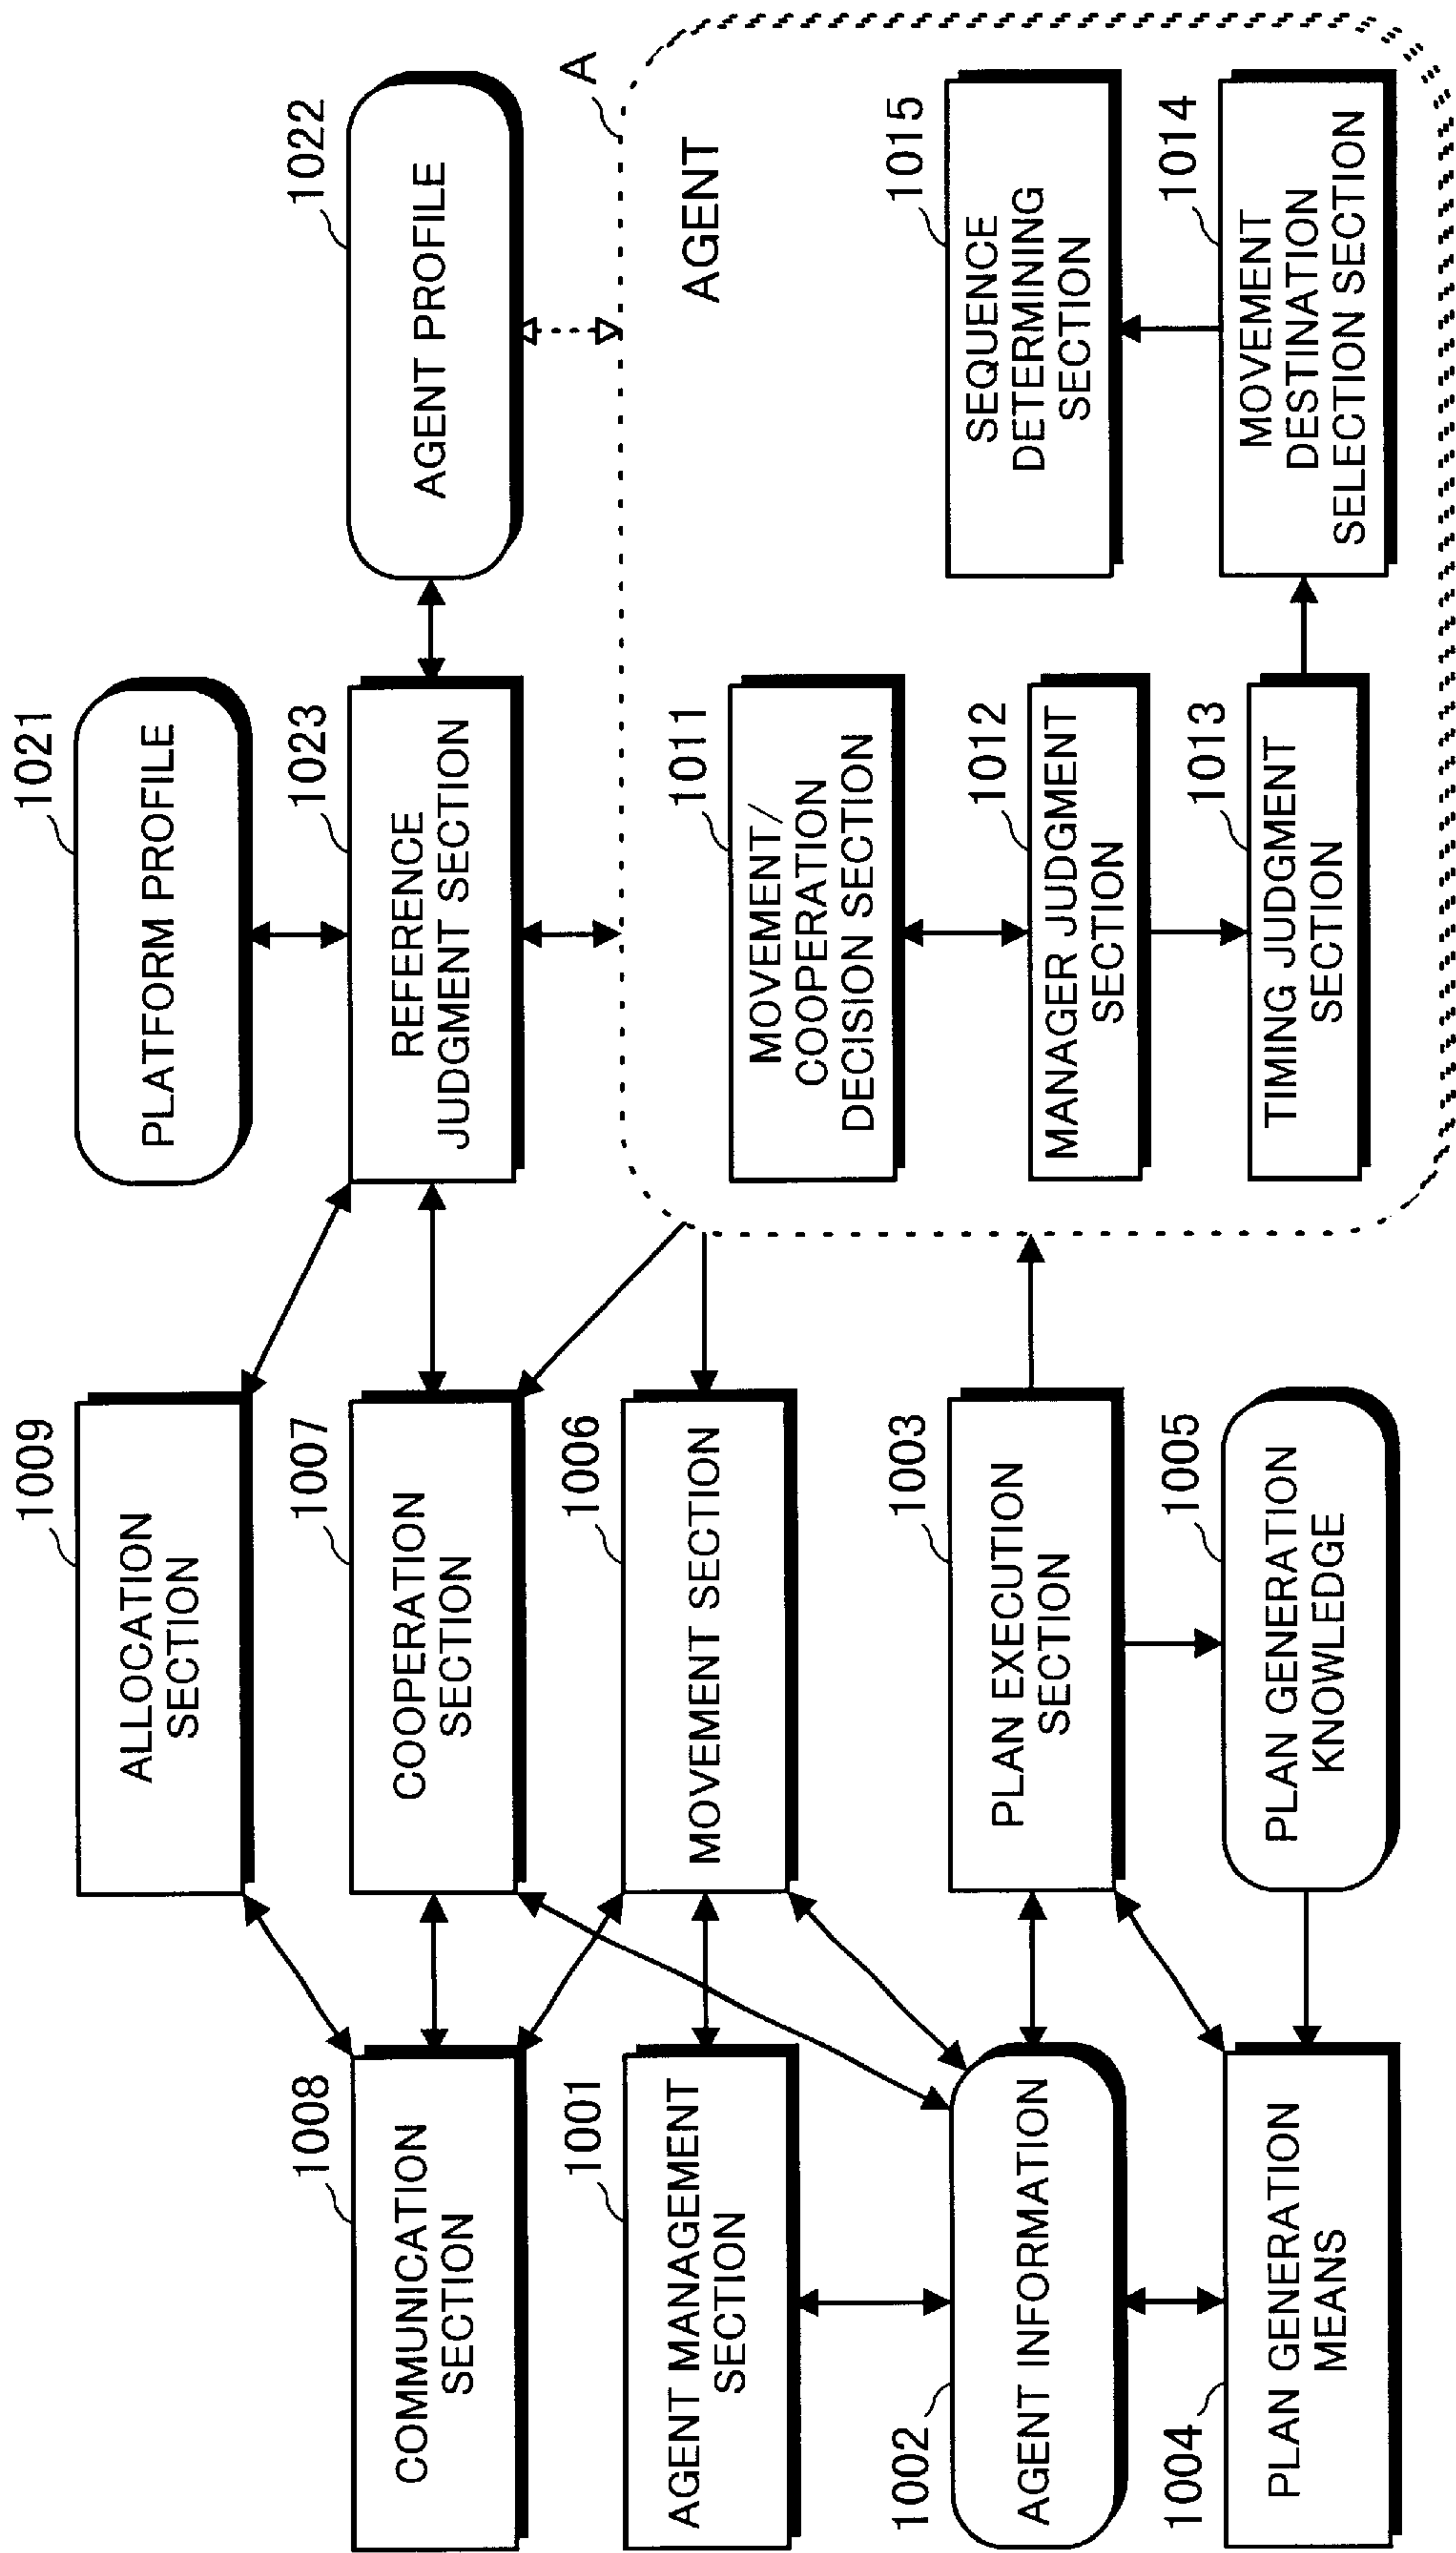 1021
PLATFORM PROFILE
1009
ALLOCATION
SECTION
1022
AGENT PROFILE
1023
REFERENCE
JUDGMENT SECTION
1007
COOPERATION
SECTION
1008
COMMUNICATION
SECTION
A
AGENT
1006
MOVEMENT SECTION
1001
AGENT MANAGEMENT
SECTION
1011
MOVEMENT/
COOPERATION
DECISION SECTION
1015
SEQUENCE
DETERMINING
SECTION
1003
PLAN EXECUTION
SECTION
1002
AGENT INFORMATION
1012
MANAGER JUDGMENT
SECTION
1014
MOVEMENT
DESTINATION
SELECTION SECTION
1013
TIMING JUDGMENT
SECTION
1005
PLAN GENERATION
KNOWLEDGE
1004
PLAN GENERATION
MEANS